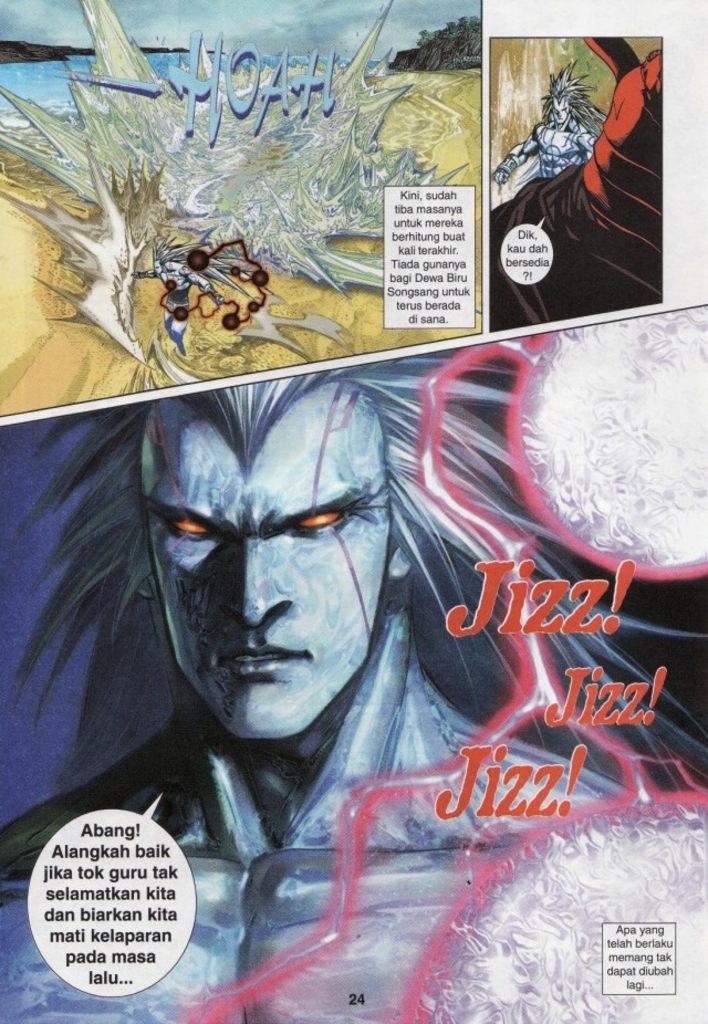 HOAH
Kini, sudah
tiba masanya
untuk mereka
berhitung buat
kali terakhir.
Tiada gunanya
bagi Dewa Biru
Songsang untuk
terus berada
di sana.
Dik,
kau dah
bersedia
?!
Jizz!
Jizz!
Jizz!
Abang!
Alangkah baik
jika tok guru tak
selamatkan kita
dan biarkan kita
mati kelaparan
pada masa
lalu...
Apa yang
telah berlaku
memang tak
dapat diubah
lagi...
24